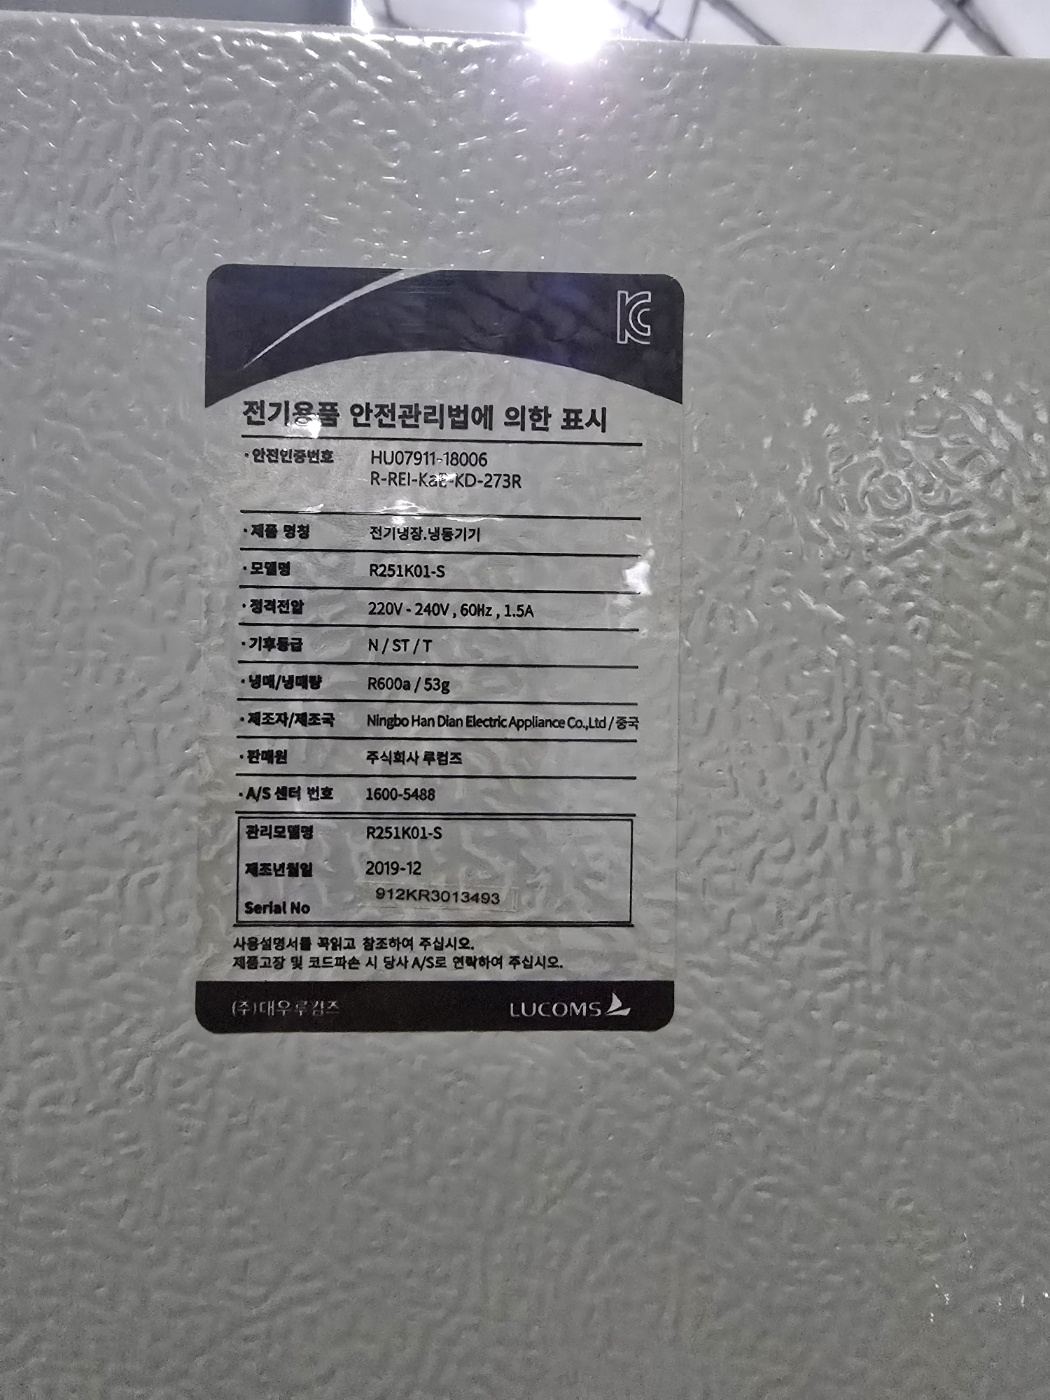 KC
전기용품 안전관리법에 의한 표시
·안전인증번호 HU07911-18006
R-REI-KaD-KD-273R
·제품 명칭 전기냉장.냉동기기
·모델명 R251K01-S
·정격전압 220V - 240V , 60Hz , 1.5A
·기후등급 N / ST / T
·냉매/냉매량 R600a / 53g
·제조자/제조국 Ningbo Han Dian Electric Appliance Co.,Ltd / 중국
·판매원 주식회사 루컴즈
·A/S 센터 번호 1600-5488
관리모델명 R251K01-S
제조년월일 2019-12
Serial No 912KR3013493
사용설명서를 꼭읽고 참조하여 주십시오.
제품고장 및 코드파손 시 당사 A/S로 연락하여 주십시오.
(주)대우루컴즈 LUCOMS